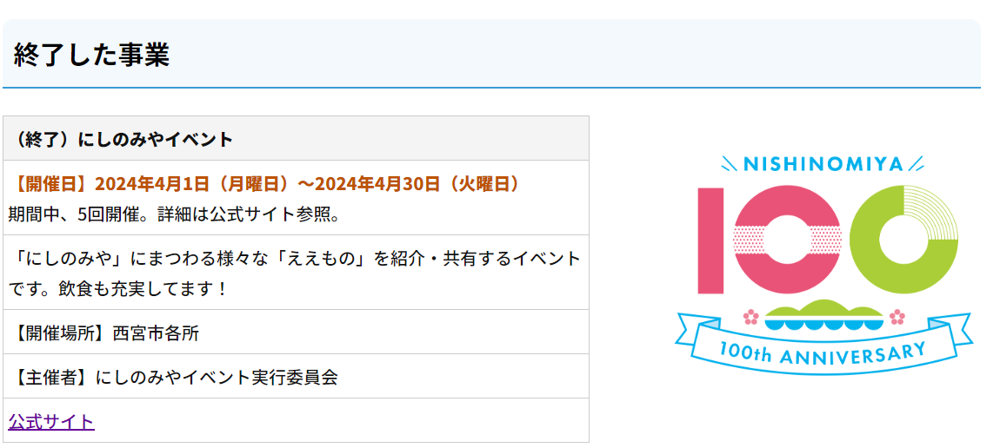 終了した事業
（終了）にしのみやイベント
【開催日】2024年4月1日（月曜日）～2024年4月30日（火曜日）
期間中、5回開催。詳細は公式サイト参照。
「にしのみや」にまつわる様々な「ええもの」を紹介・共有するイベント
です。飲食も充実してます！
【開催場所】西宮市各所
【主催者】にしのみやイベント実行委員会
公式サイト
NISHINOMIYA
100
100th ANNIVERSARY